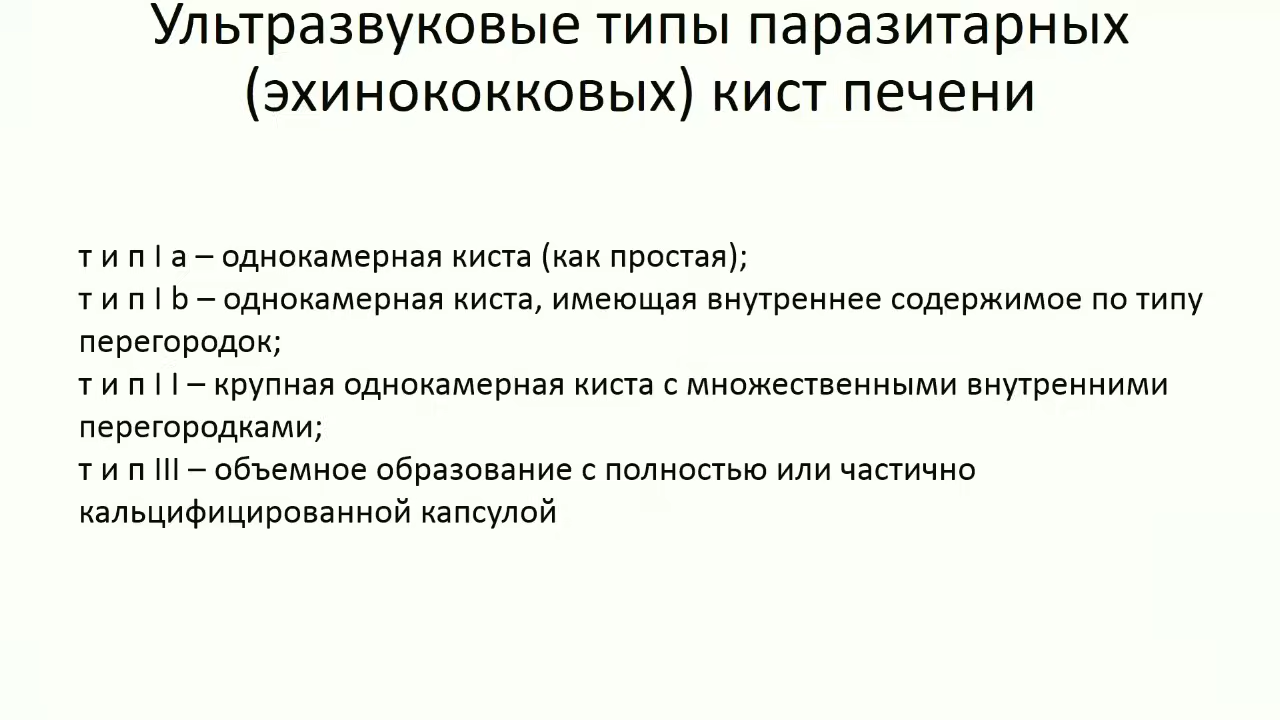 Ультразвуковые типы паразитарных
(эхинококковых) кист печени
т и п I a – однокамерная киста (как простая);
т и п I b – однокамерная киста, имеющая внутреннее содержимое по типу
перегородок;
т и п I I – крупная однокамерная киста с множественными внутренними
перегородками;
т и п III – объемное образование с полностью или частично
кальцифицированной капсулой